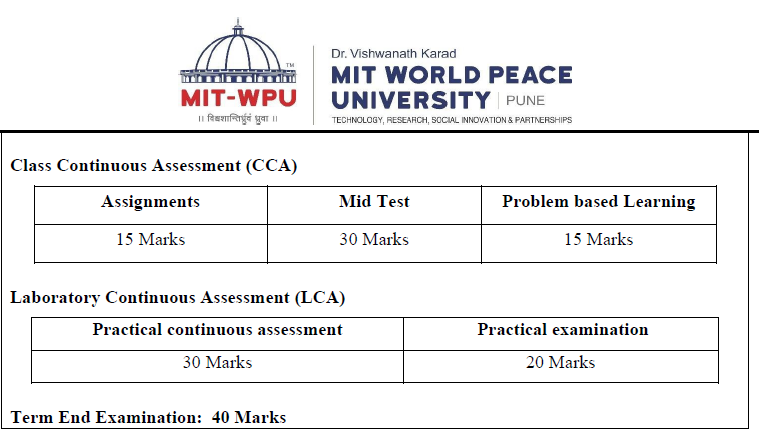 Dr. Vishwanath Karad
MIT WORLD PEACE
UNIVERSITY | PUNE
TECHNOLOGY, RESEARCH, SOCIAL INNOVATION & PARTNERSHIPS
TM
MIT-WPU
॥ विश्वशान्तिर्ध्रुवं ध्रुवा ॥
Class Continuous Assessment (CCA)
Assignments Mid Test Problem based Learning
15 Marks 30 Marks 15 Marks
Laboratory Continuous Assessment (LCA)
Practical continuous assessment Practical examination
30 Marks 20 Marks
Term End Examination: 40 Marks